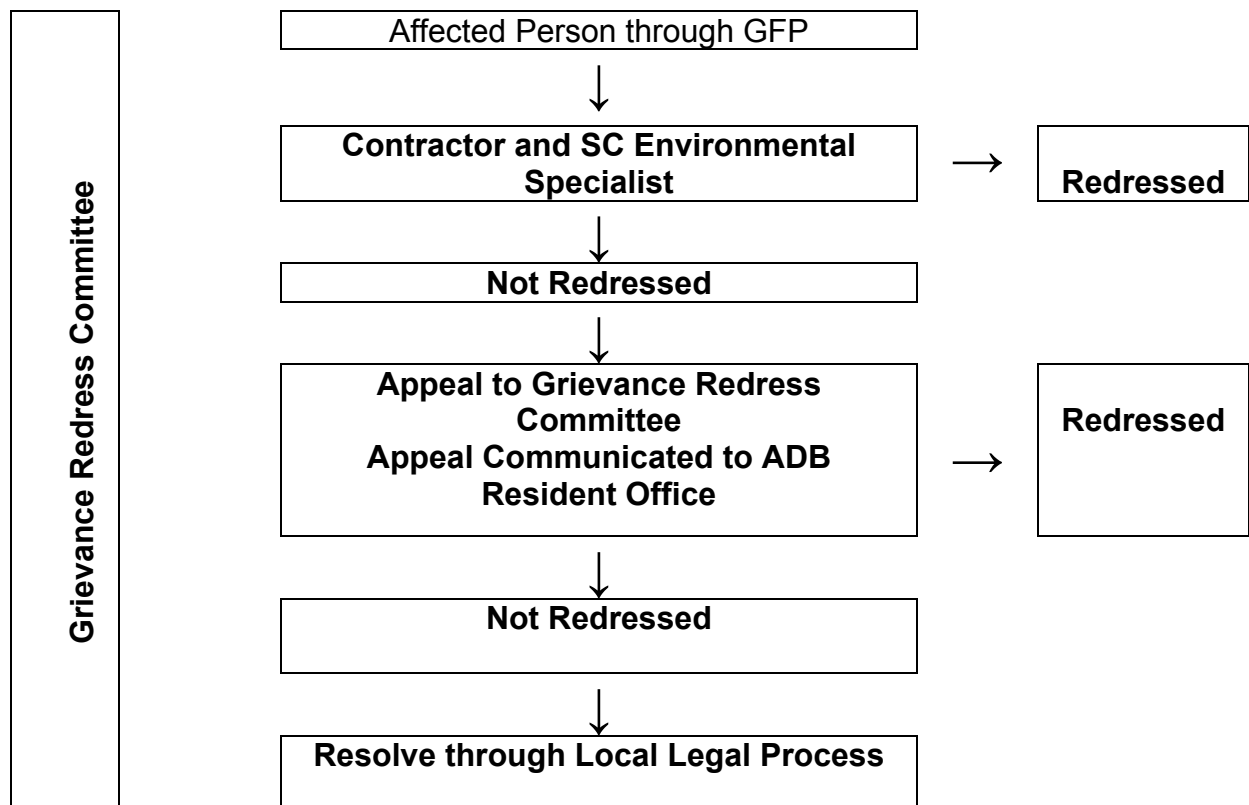 Grievance Redress Committee
Affected Person through GFP
Contractor and SC Environmental
Specialist
Redressed
Not Redressed
Appeal to Grievance Redress
Committee
Appeal Communicated to ADB
Resident Office
Redressed
Not Redressed
Resolve through Local Legal Process